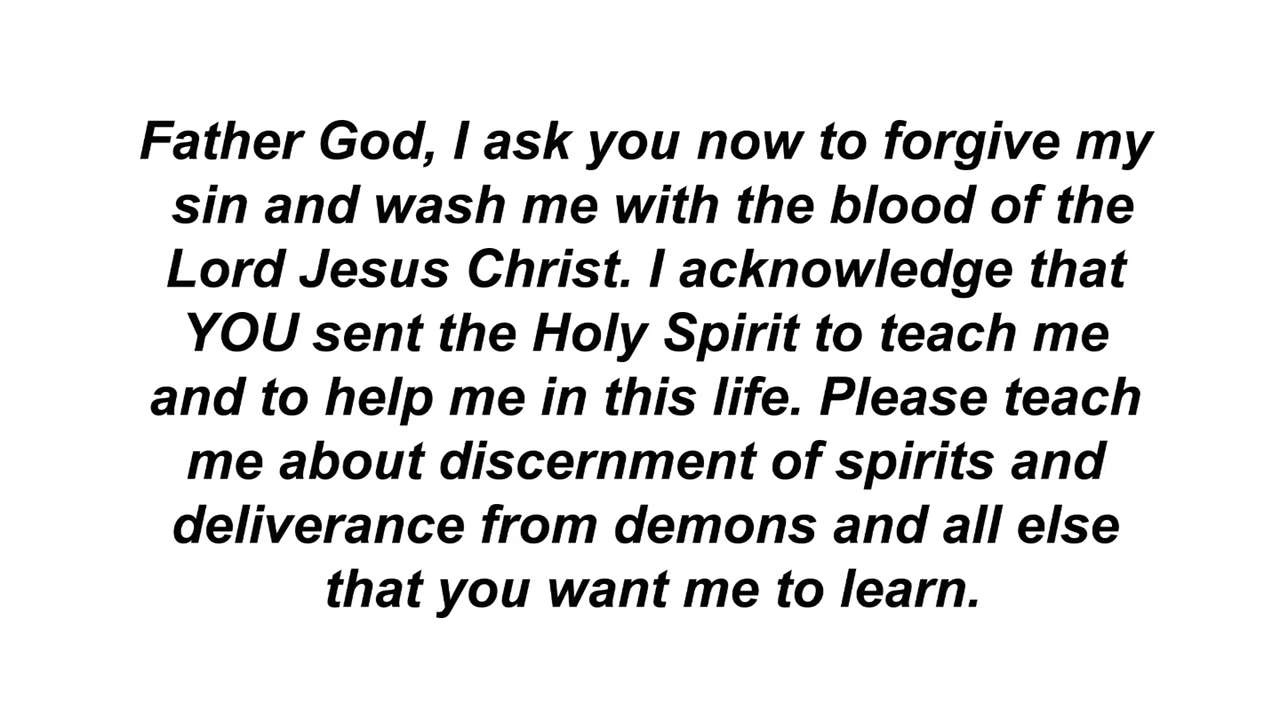 Father God, I ask you now to forgive my
sin and wash me with the blood of the
Lord Jesus Christ. I acknowledge that
YOU sent the Holy Spirit to teach me
and to help me in this life. Please teach
me about discernment of spirits and
deliverance from demons and all else
that you want me to learn.